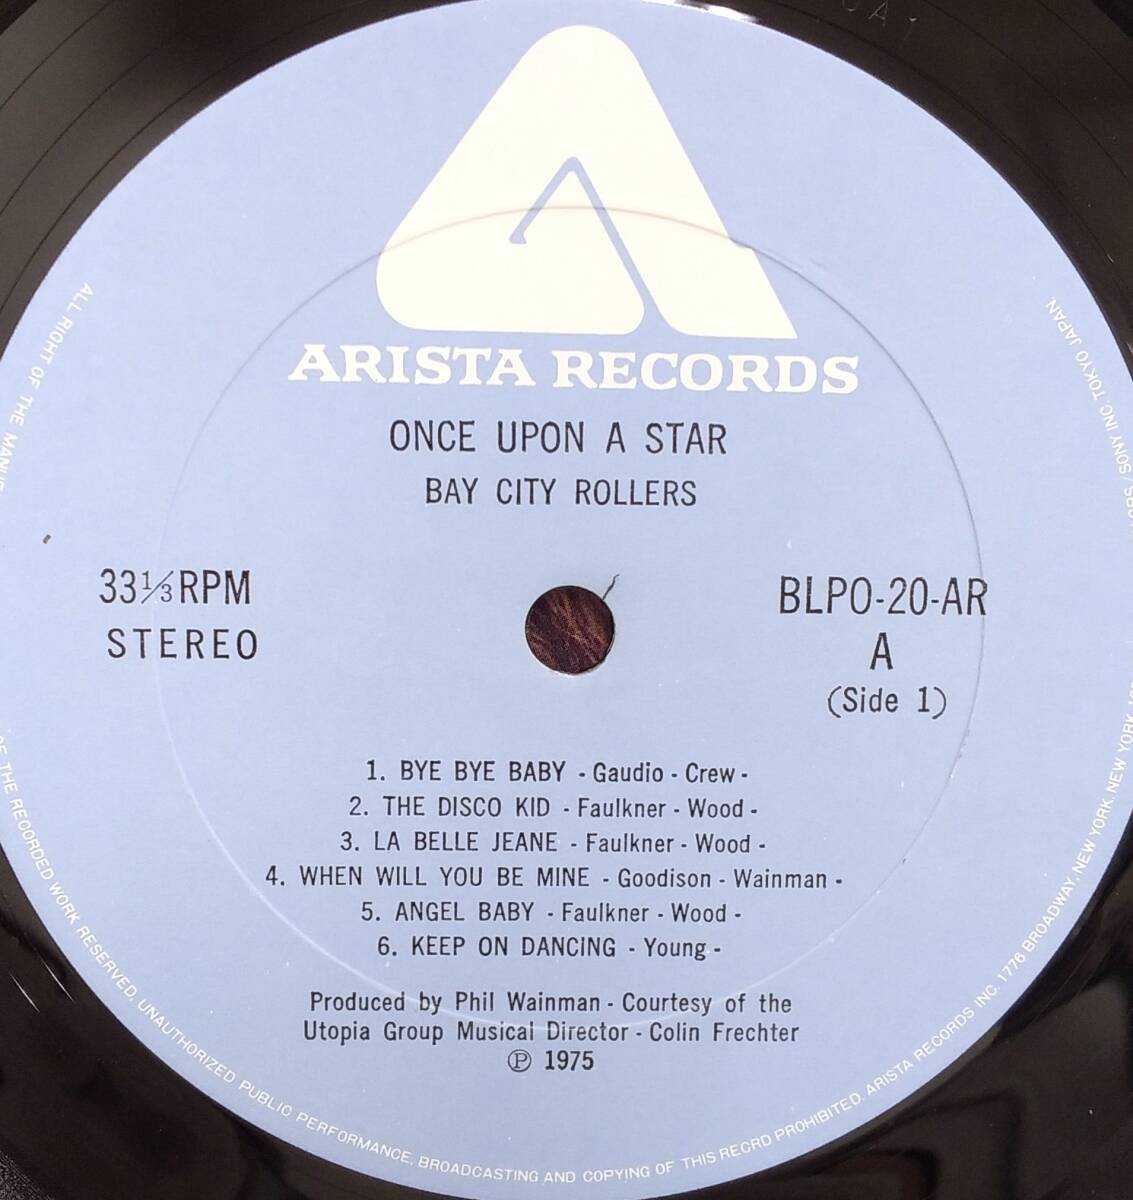 ARISTA RECORDS
ONCE UPON A STAR
BAY CITY ROLLERS
33⅓RPM
STEREO
BLPO-20-AR
A
(Side 1)
1. BYE BYE BABY - Gaudio - Crew -
2. THE DISCO KID - Faulkner - Wood -
3. LA BELLE JEANE - Faulkner - Wood -
4. WHEN WILL YOU BE MINE - Goodison - Wainman -
5. ANGEL BABY - Faulkner - Wood -
6. KEEP ON DANCING - Young -
Produced by Phil Wainman - Courtesy of the
Utopia Group Musical Director - Colin Frechter
℗ 1975
ALL RIGHT OF THE OF THE RECORDED WORK RESERVED. UNAUTHORIZED PUBLIC PERFORMANCE, BROADCASTING AND COPYING OF THIS RECRD PROHIBITED. ARISTA RECORDS INC. 1776 BROADWAY, NEW YORK, NEW YORK / SONY INC. TOKYO JAPAN.